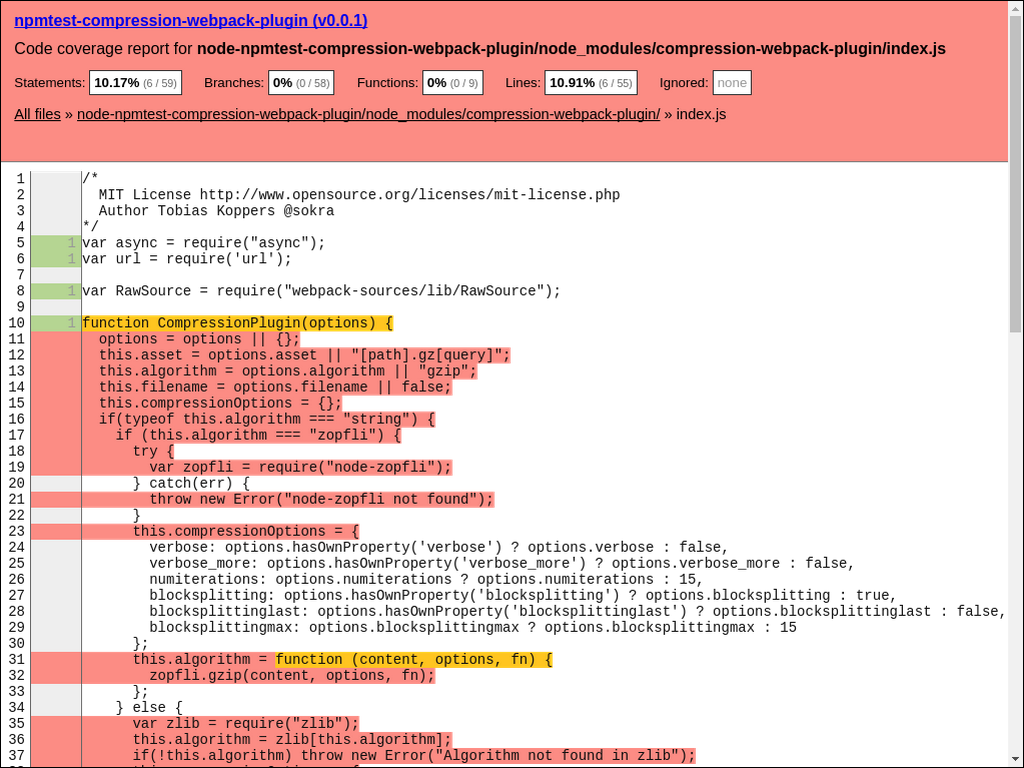 npmtest-compression-webpack-plugin (v0.0.1)
Code coverage report for node-npmtest-compression-webpack-plugin/node_modules/compression-webpack-plugin/index.js
Statements: 10.17% (6 / 59) Branches: 0% (0 / 58) Functions: 0% (0 / 9) Lines: 10.91% (6 / 55) Ignored: none
All files » node-npmtest-compression-webpack-plugin/node_modules/compression-webpack-plugin/ » index.js
1 /*
2   MIT License http://www.opensource.org/licenses/mit-license.php
3   Author Tobias Koppers @sokra
4 */
5 1 var async = require("async");
6 1 var url = require('url');
7
8 1 var RawSource = require("webpack-sources/lib/RawSource");
9
10 1 function CompressionPlugin(options) {
11   options = options || {};
12   this.asset = options.asset || "[path].gz[query]";
13   this.algorithm = options.algorithm || "gzip";
14   this.filename = options.filename || false;
15   this.compressionOptions = {};
16   if(typeof this.algorithm === "string") {
17     if (this.algorithm === "zopfli") {
18       try {
19         var zopfli = require("node-zopfli");
20       } catch(err) {
21         throw new Error("node-zopfli not found");
22       }
23       this.compressionOptions = {
24         verbose: options.hasOwnProperty('verbose') ? options.verbose : false,
25         verbose_more: options.hasOwnProperty('verbose_more') ? options.verbose_more : false,
26         numiterations: options.numiterations ? options.numiterations : 15,
27         blocksplitting: options.hasOwnProperty('blocksplitting') ? options.blocksplitting : true,
28         blocksplittinglast: options.hasOwnProperty('blocksplittinglast') ? options.blocksplittinglast : false,
29         blocksplittingmax: options.blocksplittingmax ? options.blocksplittingmax : 15
30       };
31       this.algorithm = function (content, options, fn) {
32         zopfli.gzip(content, options, fn);
33       };
34     } else {
35       var zlib = require("zlib");
36       this.algorithm = zlib[this.algorithm];
37       if(!this.algorithm) throw new Error("Algorithm not found in zlib");